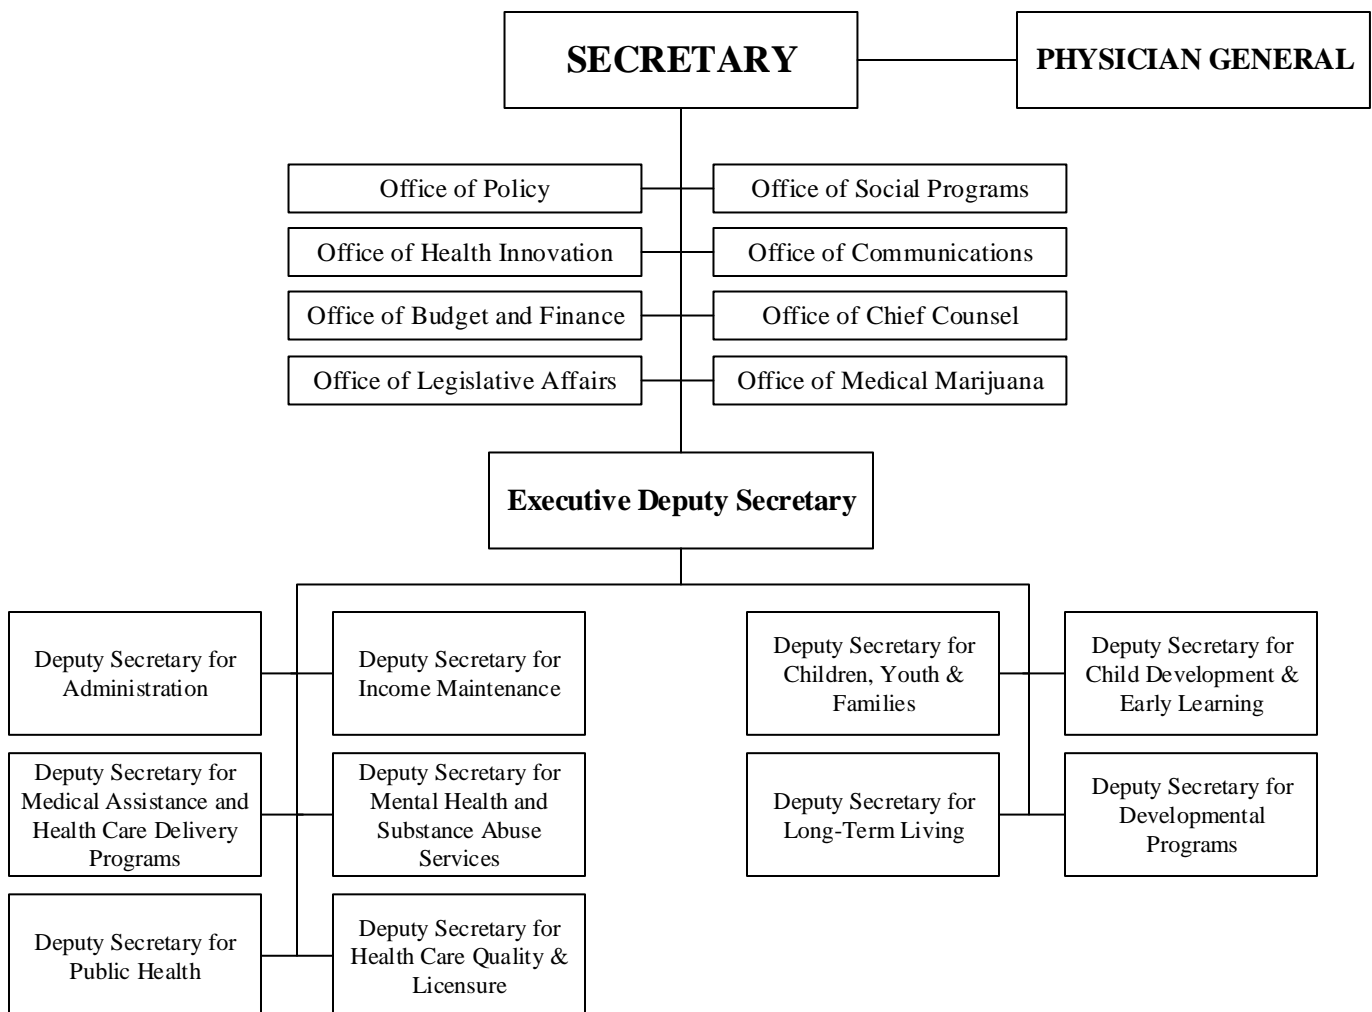 SECRETARY
PHYSICIAN GENERAL
Office of Policy
Office of Social Programs
Office of Health Innovation
Office of Communications
Office of Budget and Finance
Office of Chief Counsel
Office of Legislative Affairs
Office of Medical Marijuana
Executive Deputy Secretary
Deputy Secretary for
Administration
Deputy Secretary for
Income Maintenance
Deputy Secretary for
Children, Youth &
Families
Deputy Secretary for
Child Development &
Early Learning
Deputy Secretary for
Medical Assistance and
Health Care Delivery
Programs
Deputy Secretary for
Mental Health and
Substance Abuse
Services
Deputy Secretary for
Long-Term Living
Deputy Secretary for
Developmental
Programs
Deputy Secretary for
Public Health
Deputy Secretary for
Health Care Quality &
Licensure